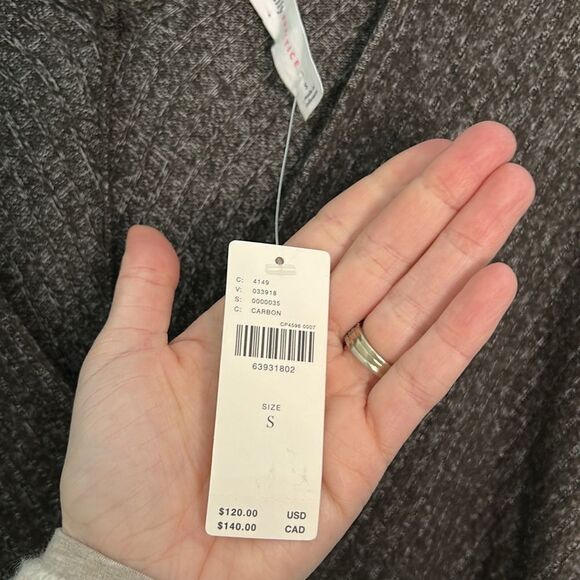 C: 4149
V: 033918
S: 0000035
C: CARBON
CP4596 0007
63931802
SIZE
S
$120.00 USD
$140.00 CAD